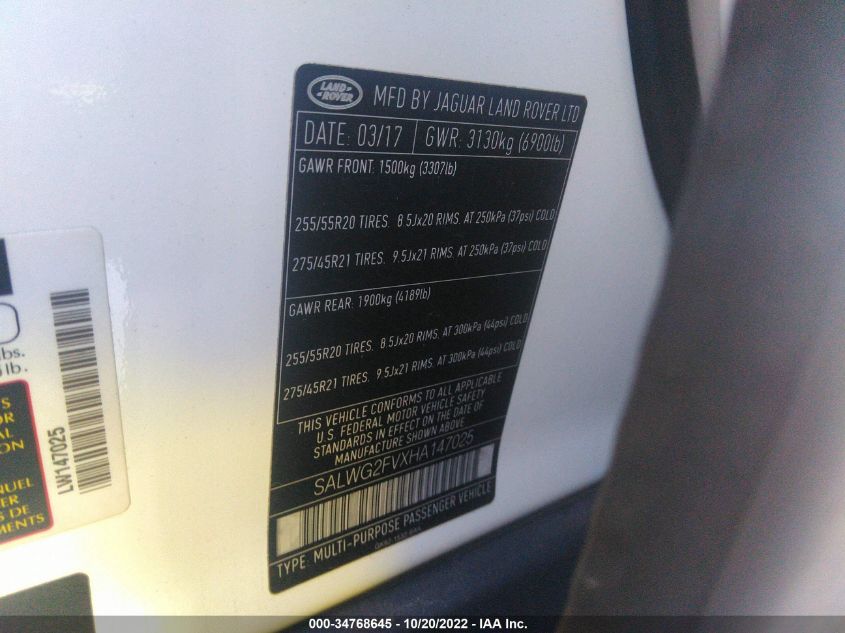 LAND
ROVER
MFD BY JAGUAR LAND ROVER LTD
DATE: 03/17 GWR: 3130kg (6900lb)
GAWR FRONT: 1500kg (3307lb)
255/55R20 TIRES. 8.5Jx20 RIMS. AT 250kPa (37psi) COLD
275/45R21 TIRES. 9.5Jx21 RIMS. AT 250kPa (37psi) COLD
GAWR REAR: 1900kg (4189lb)
255/55R20 TIRES. 8.5Jx20 RIMS. AT 300kPa (44psi) COLD
275/45R21 TIRES. 9.5Jx21 RIMS. AT 300kPa (44psi) COLD
THIS VEHICLE CONFORMS TO ALL APPLICABLE
U.S. FEDERAL MOTOR VEHICLE SAFETY
STANDARDS IN EFFECT ON THE DATE OF
MANUFACTURE SHOWN ABOVE
SALWG2FVXHA147025
TYPE: MULTI-PURPOSE PASSENGER VEHICLE
lbs.
lb.
LW147025
000-34768645 - 10/20/2022 - IAA Inc.